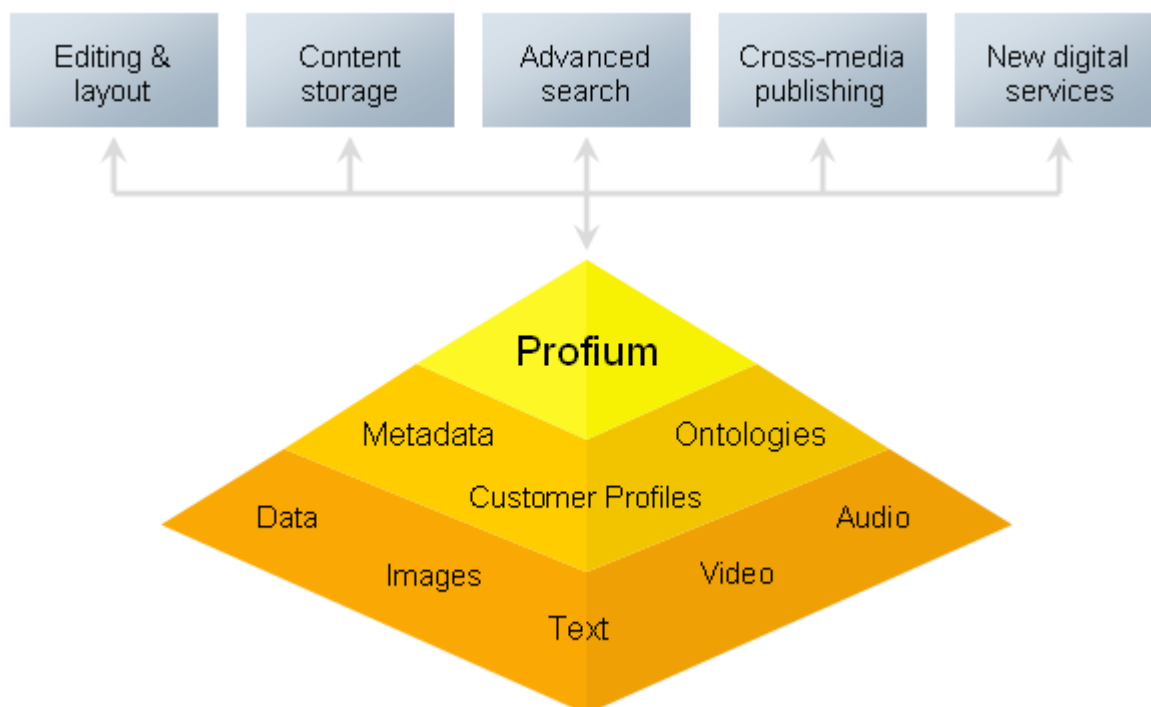 Editing &
layout
Content
storage
Advanced
search
Cross-media
publishing
New digital
services
Profium
Metadata
Ontologies
Customer Profiles
Data
Audio
Images
Video
Text